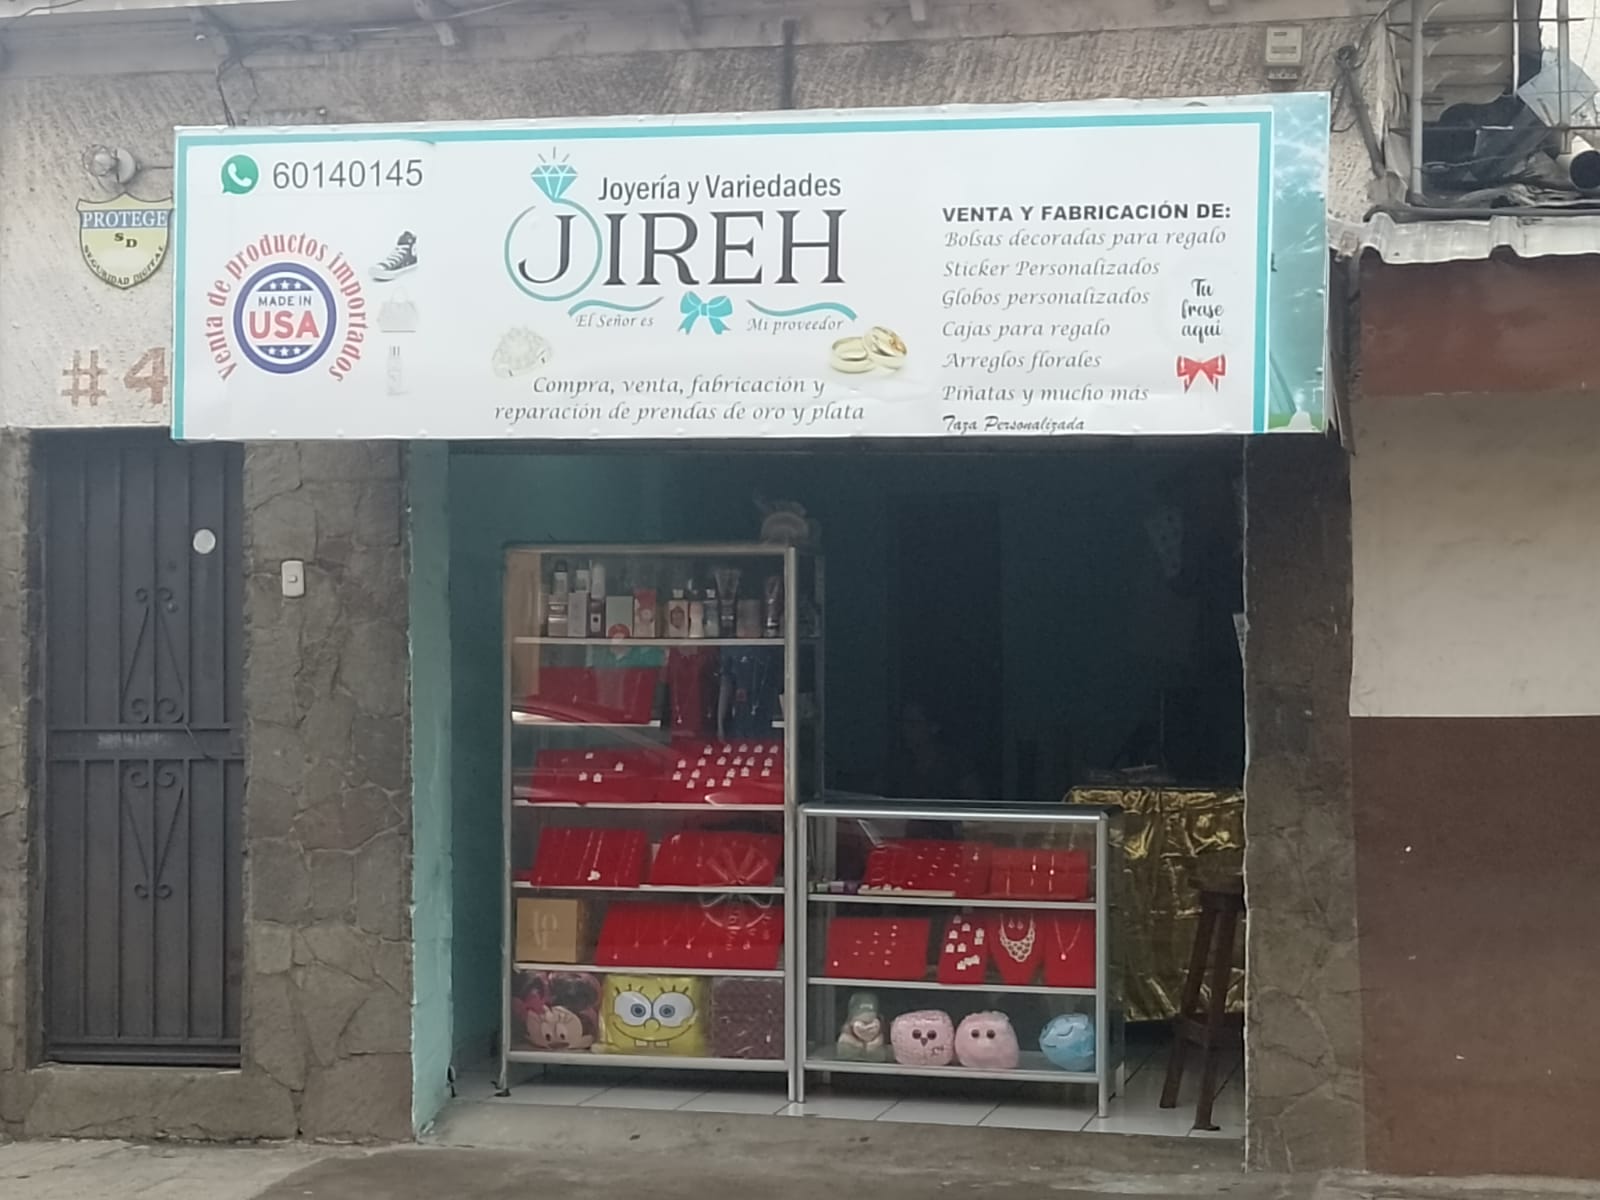 60140145
Venta de productos importados
MADE IN
USA
Joyería y Variedades
JIREH
El Señor es
Mi proveedor
Compra, venta, fabricación y
reparación de prendas de oro y plata
VENTA Y FABRICACIÓN DE:
Bolsas decoradas para regalo
Sticker Personalizados
Globos personalizados
Cajas para regalo
Arreglos florales
Piñatas y mucho más
Taza Personalizada
Tu
frase
aqui
PROTEGE
SD
SEGURIDAD DIGITAL
#4